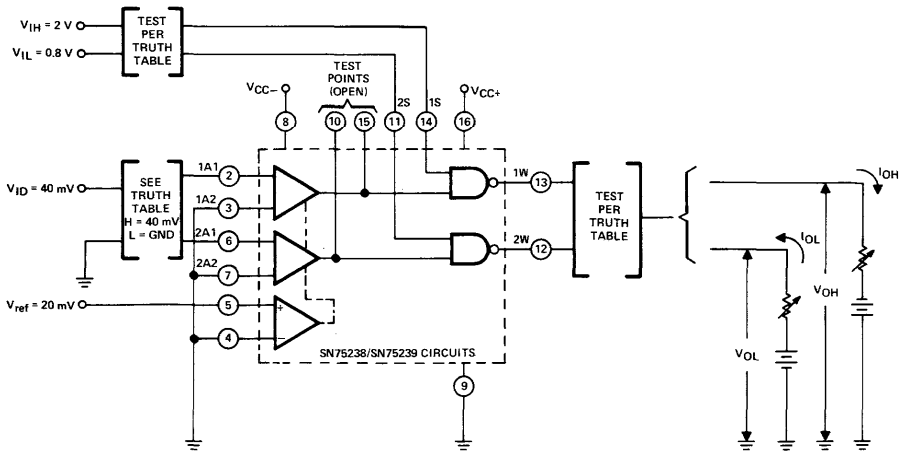 V_IH = 2 V
V_IL = 0.8 V
TEST
PER
TRUTH
TABLE
TEST
POINTS
(OPEN)
V_CC−
V_CC+
2S
1S
8
10
15
11
14
16
V_ID = 40 mV
SEE
TRUTH
TABLE
H = 40 mV
L = GND
1A1
2
1A2
3
2A1
6
2A2
7
V_ref = 20 mV
5
+
4
−
SN75238/SN75239 CIRCUITS
9
1W
13
2W
12
TEST
PER
TRUTH
TABLE
I_OH
I_OL
V_OH
V_OL